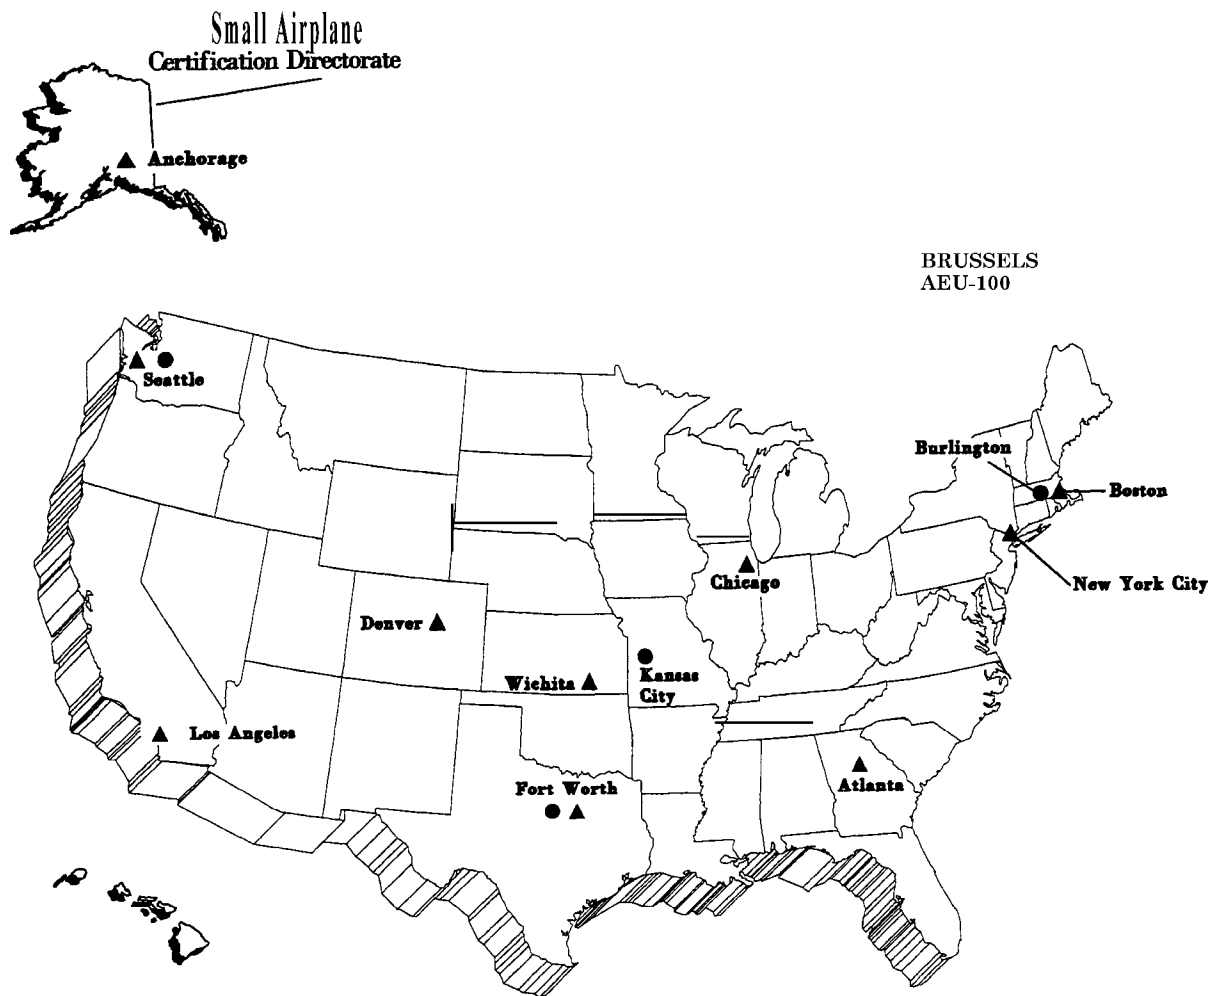 Small Airplane
Certification Directorate
Anchorage
BRUSSELS
AEU-100
Seattle
Burlington
Boston
Chicago
New York City
Denver
Wichita
Kansas
City
Los Angeles
Fort Worth
Atlanta